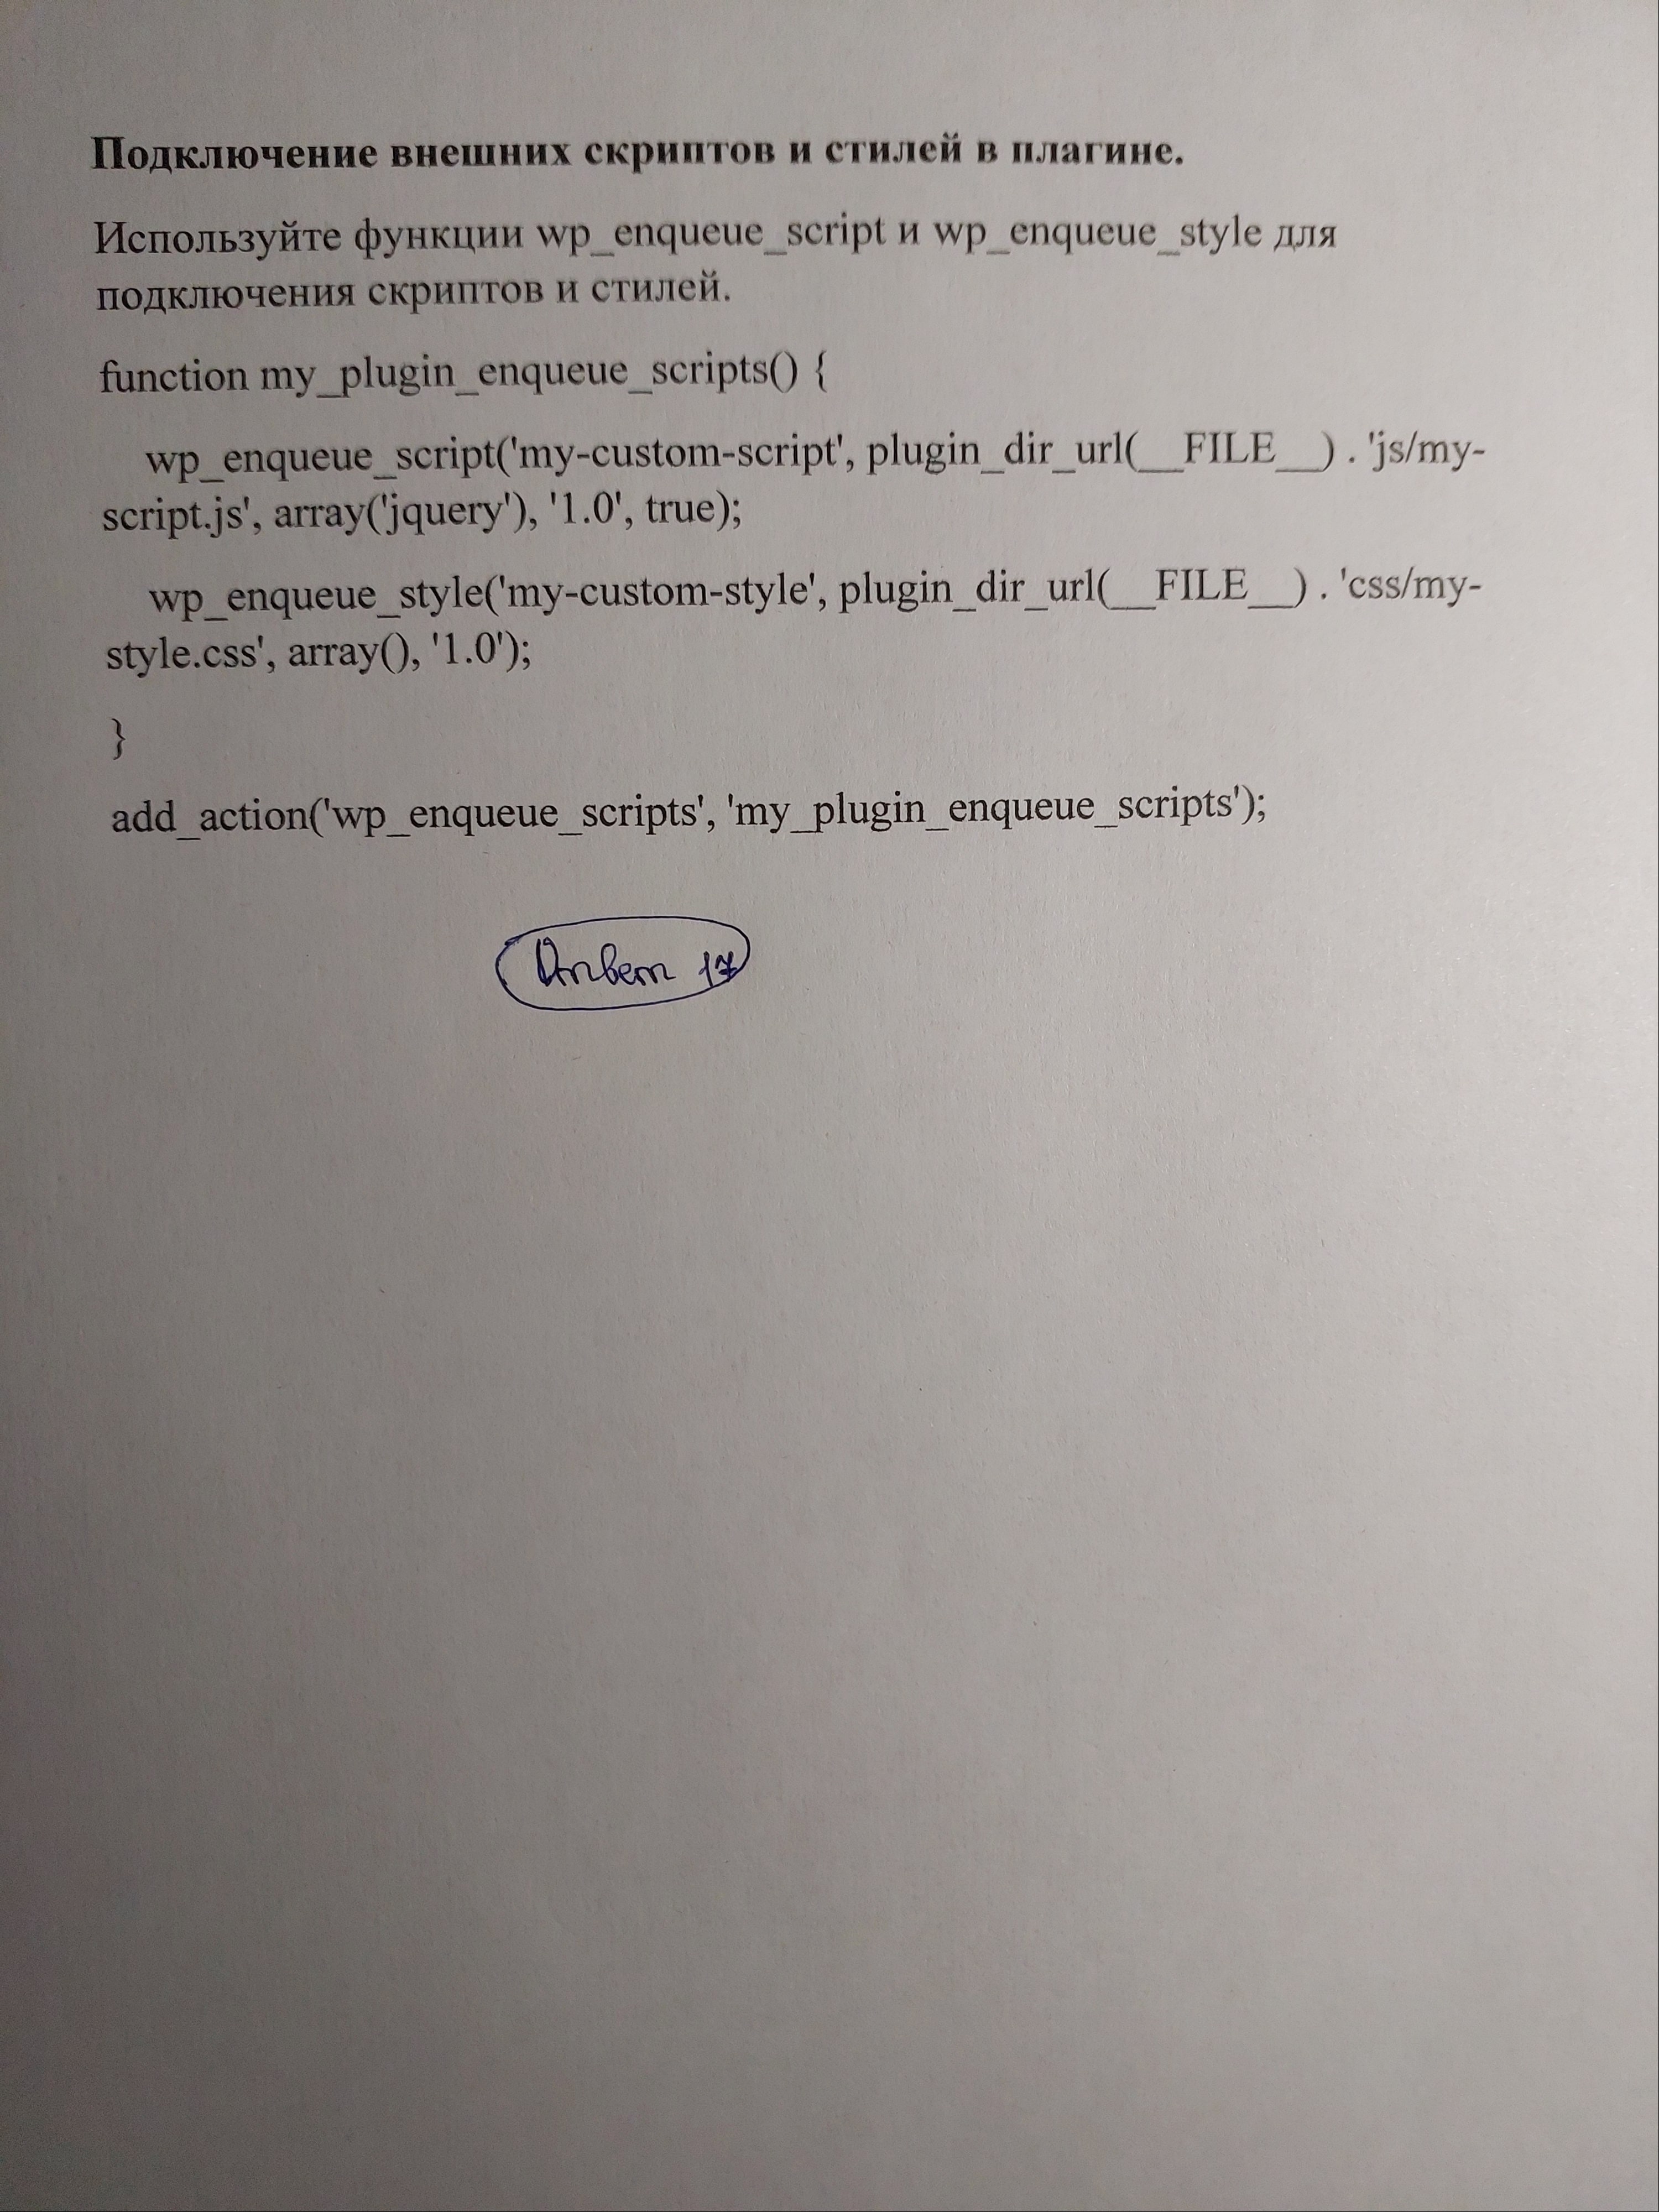 Подключение внешних скриптов и стилей в плагине.
Используйте функции wp_enqueue_script и wp_enqueue_style для
подключения скриптов и стилей.
function my_plugin_enqueue_scripts() {
wp_enqueue_script('my-custom-script', plugin_dir_url(__FILE__) . 'js/my-
script.js', array('jquery'), '1.0', true);
wp_enqueue_style('my-custom-style', plugin_dir_url(__FILE__) . 'css/my-
style.css', array(), '1.0');
}
add_action('wp_enqueue_scripts', 'my_plugin_enqueue_scripts');
Ответ 17